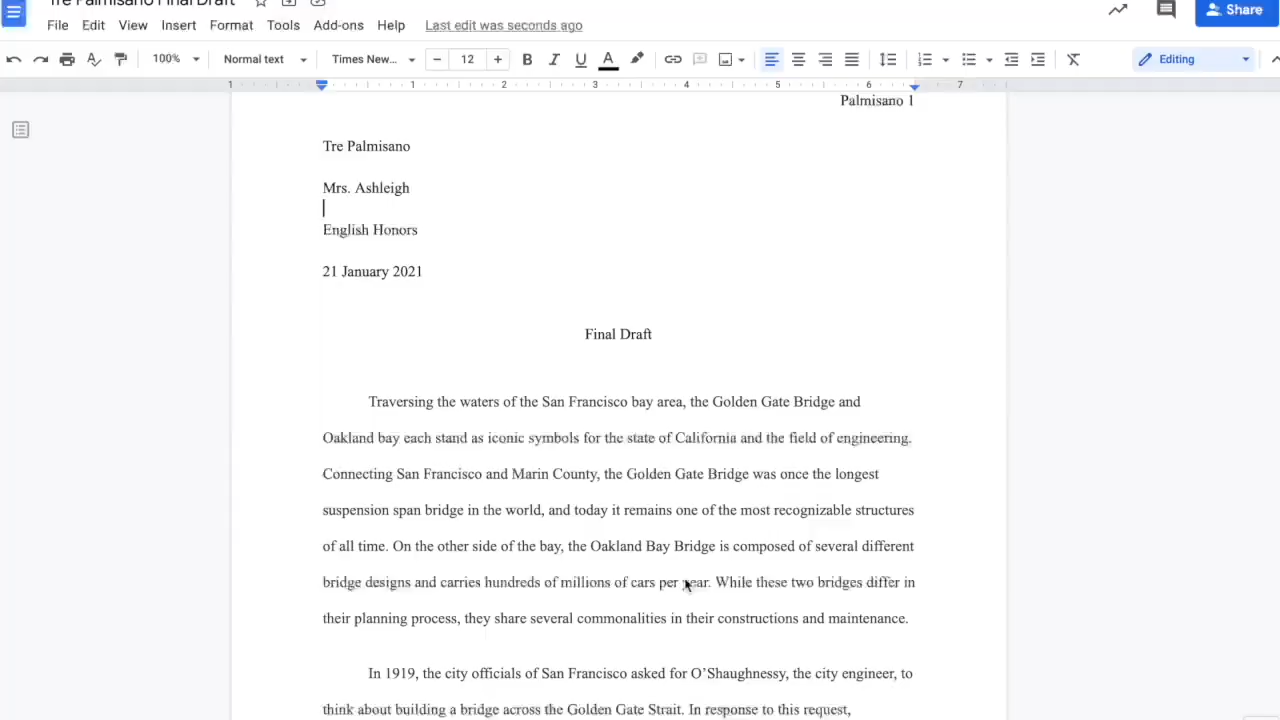 Tre Palmisano Final Draft
File Edit View Insert Format Tools Add-ons Help Last edit was seconds ago
Share
100% Normal text Times New... 12 B I U A Editing
1 1 2 3 4 5 6 7
Palmisano 1
Tre Palmisano
Mrs. Ashleigh
English Honors
21 January 2021
Final Draft
Traversing the waters of the San Francisco bay area, the Golden Gate Bridge and
Oakland bay each stand as iconic symbols for the state of California and the field of engineering.
Connecting San Francisco and Marin County, the Golden Gate Bridge was once the longest
suspension span bridge in the world, and today it remains one of the most recognizable structures
of all time. On the other side of the bay, the Oakland Bay Bridge is composed of several different
bridge designs and carries hundreds of millions of cars per year. While these two bridges differ in
their planning process, they share several commonalities in their constructions and maintenance.
In 1919, the city officials of San Francisco asked for O'Shaughnessy, the city engineer, to
think about building a bridge across the Golden Gate Strait. In response to this request,